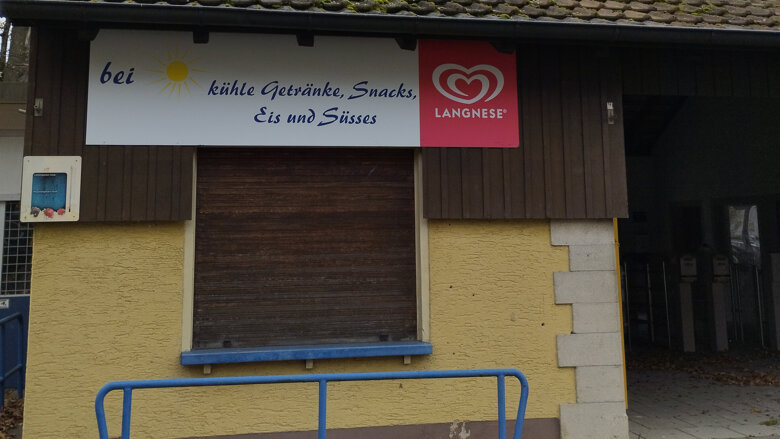 bei
kühle Getränke, Snacks,
Eis und Süsses
LANGNESE®